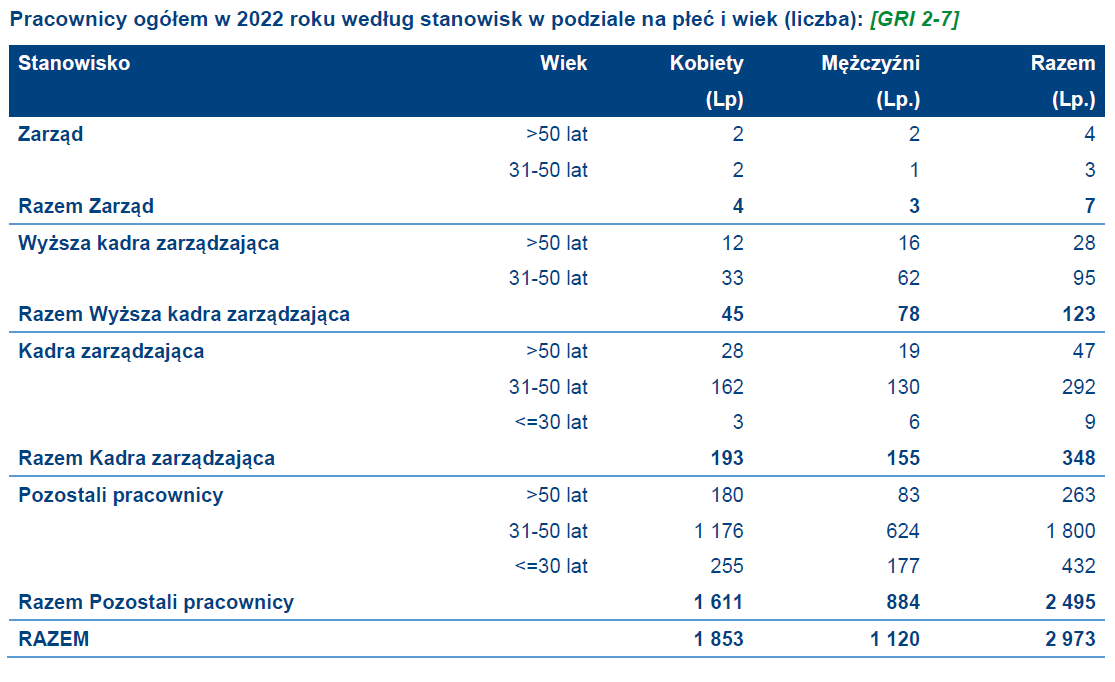 Pracownicy ogółem w 2022 roku według stanowisk w podziale na płeć i wiek (liczba): [GRI 2-7]
Stanowisko Wiek Kobiety Mężczyźni Razem
(Lp) (Lp.) (Lp.)
Zarząd >50 lat 2 2 4
31-50 lat 2 1 3
Razem Zarząd 4 3 7
Wyższa kadra zarządzająca >50 lat 12 16 28
31-50 lat 33 62 95
Razem Wyższa kadra zarządzająca 45 78 123
Kadra zarządzająca >50 lat 28 19 47
31-50 lat 162 130 292
<=30 lat 3 6 9
Razem Kadra zarządzająca 193 155 348
Pozostali pracownicy >50 lat 180 83 263
31-50 lat 1 176 624 1 800
<=30 lat 255 177 432
Razem Pozostali pracownicy 1 611 884 2 495
RAZEM 1 853 1 120 2 973